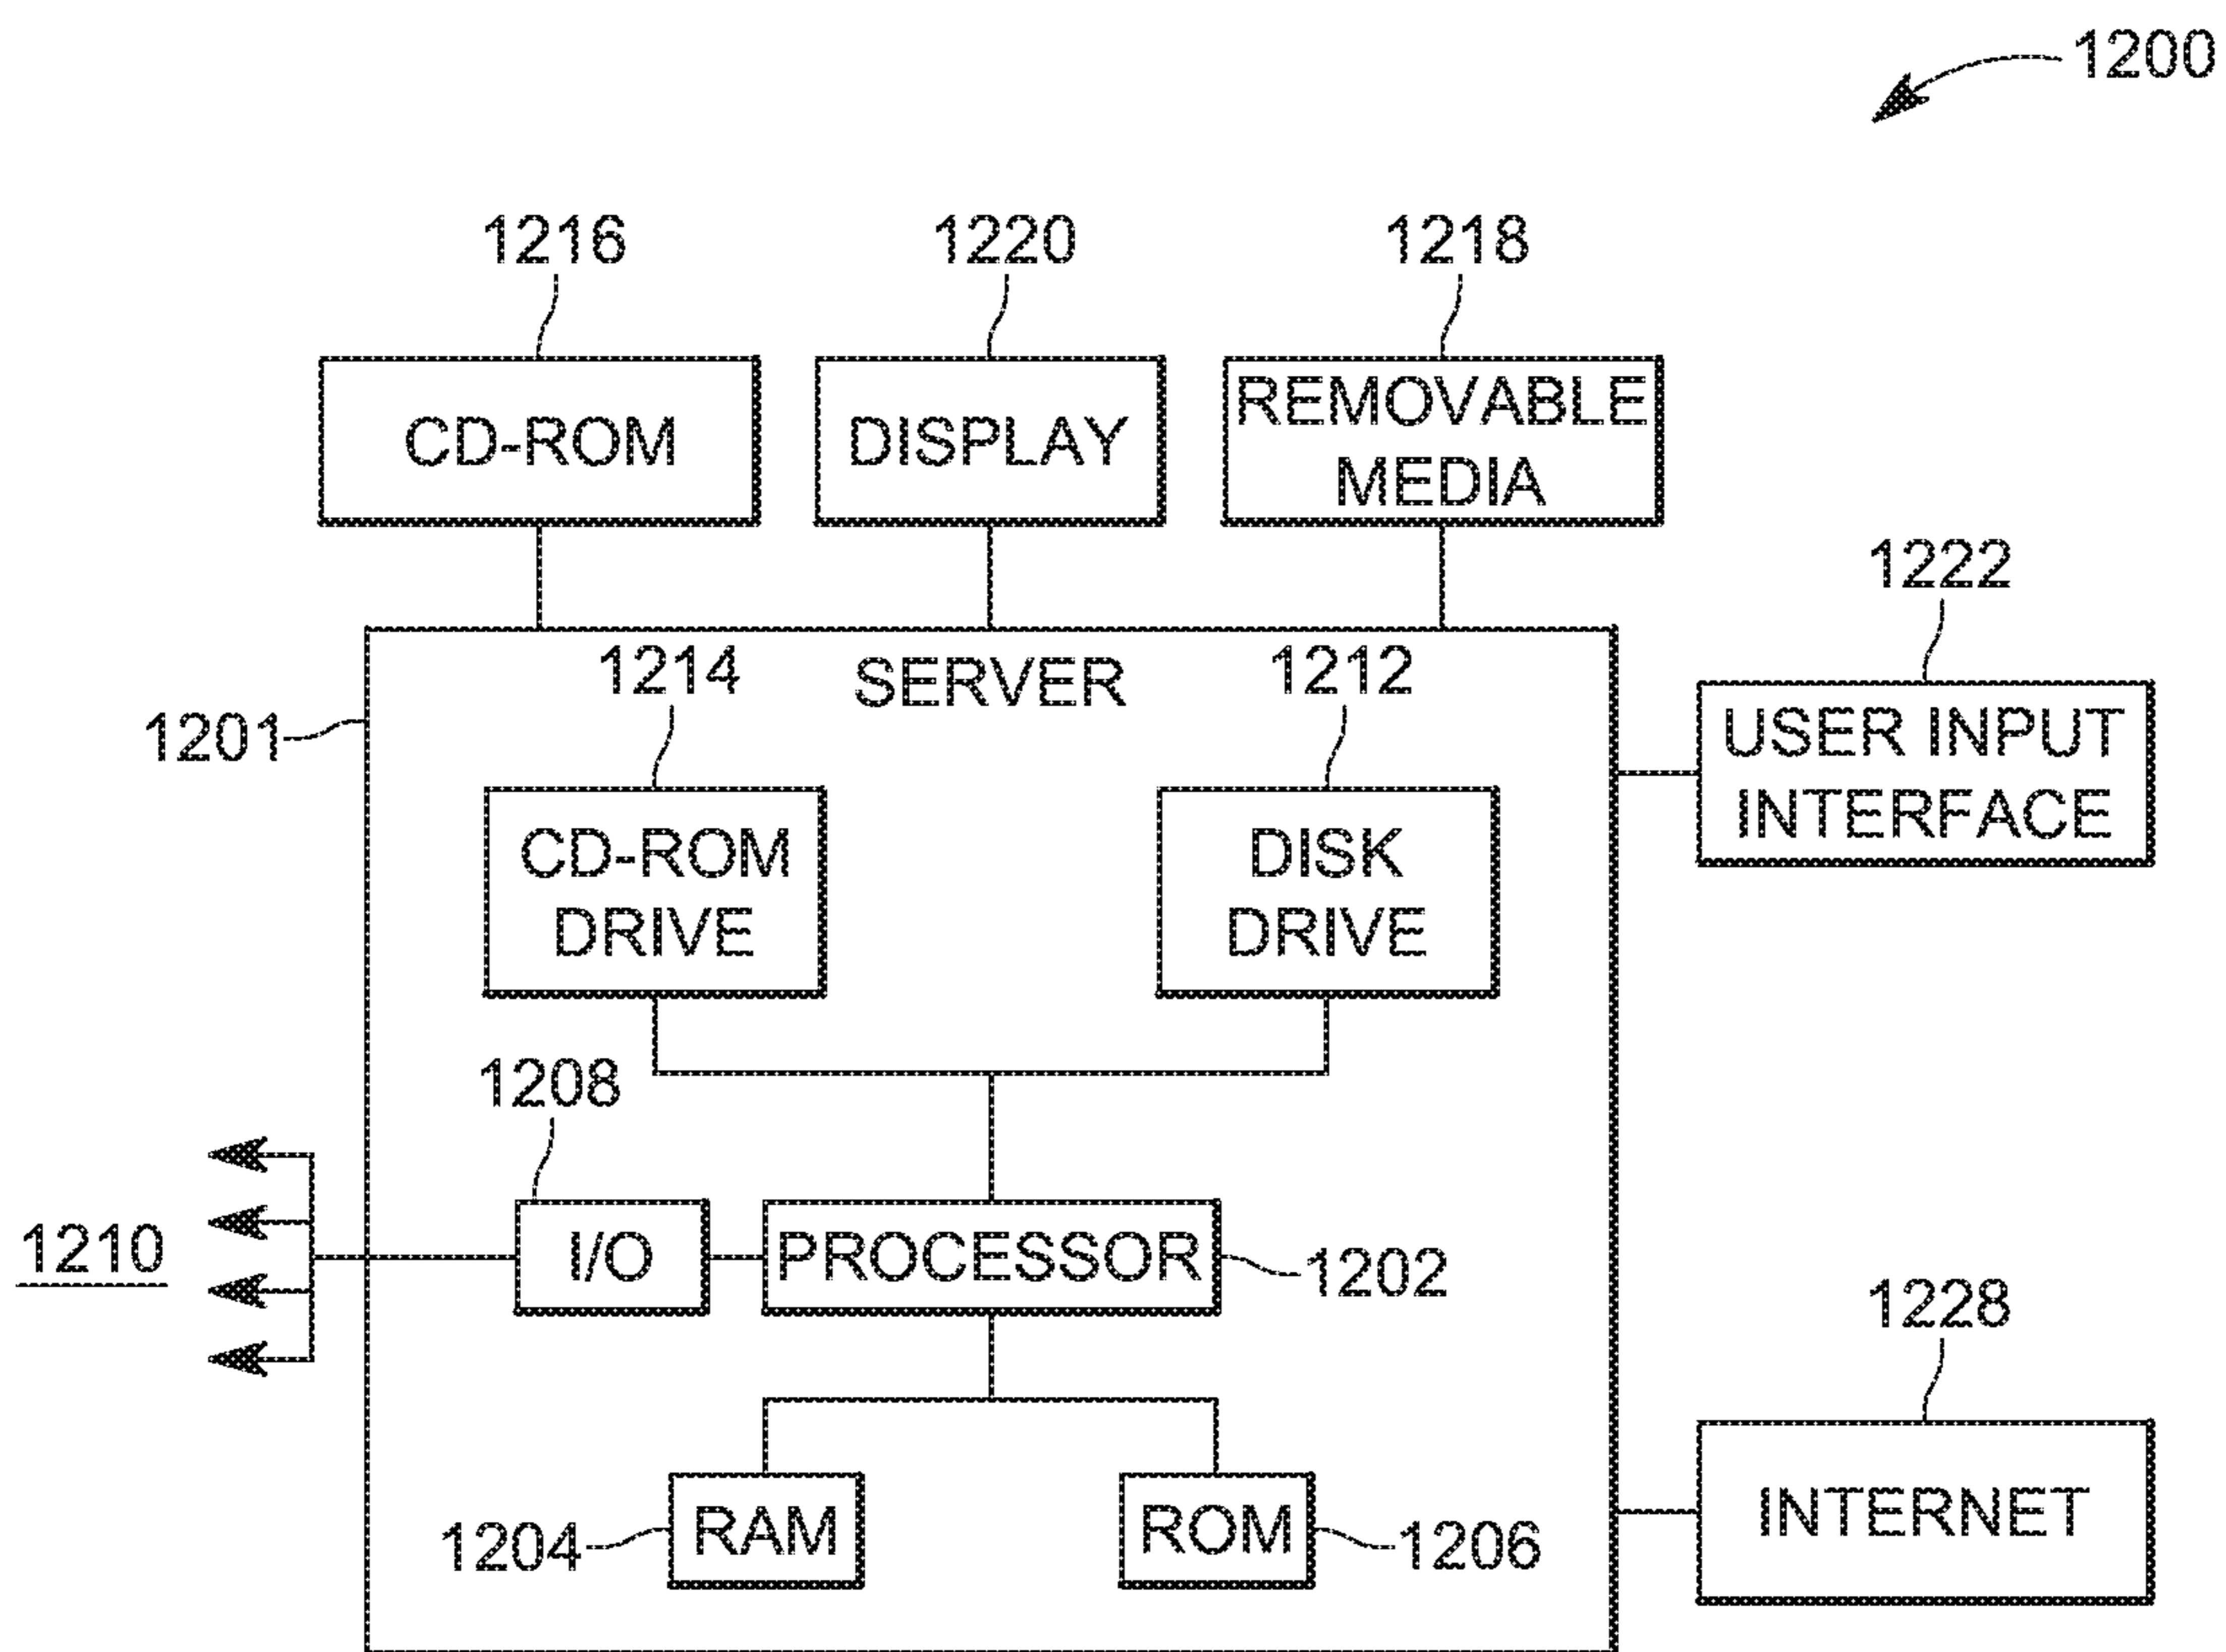 1200
1216
1220
1218
CD-ROM
DISPLAY
REMOVABLE
MEDIA
1222
USER INPUT
INTERFACE
1201
SERVER
1214
1212
CD-ROM
DRIVE
DISK
DRIVE
1208
1210
I/O
PROCESSOR
1202
1228
INTERNET
1204
RAM
ROM
1206